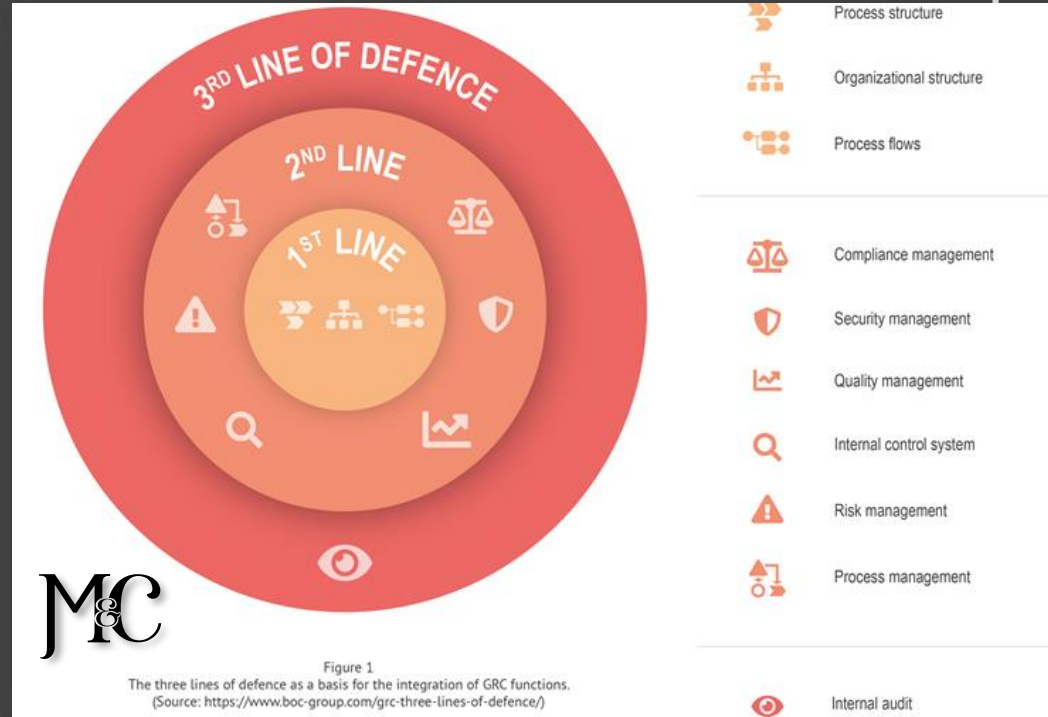 3RD LINE OF DEFENCE
2ND LINE
1ST LINE
M&C
Figure 1
The three lines of defence as a basis for the integration of GRC functions.
(Source: https://www.boc-group.com/grc-three-lines-of-defence/)
Process structure
Organizational structure
Process flows
Compliance management
Security management
Quality management
Internal control system
Risk management
Process management
Internal audit